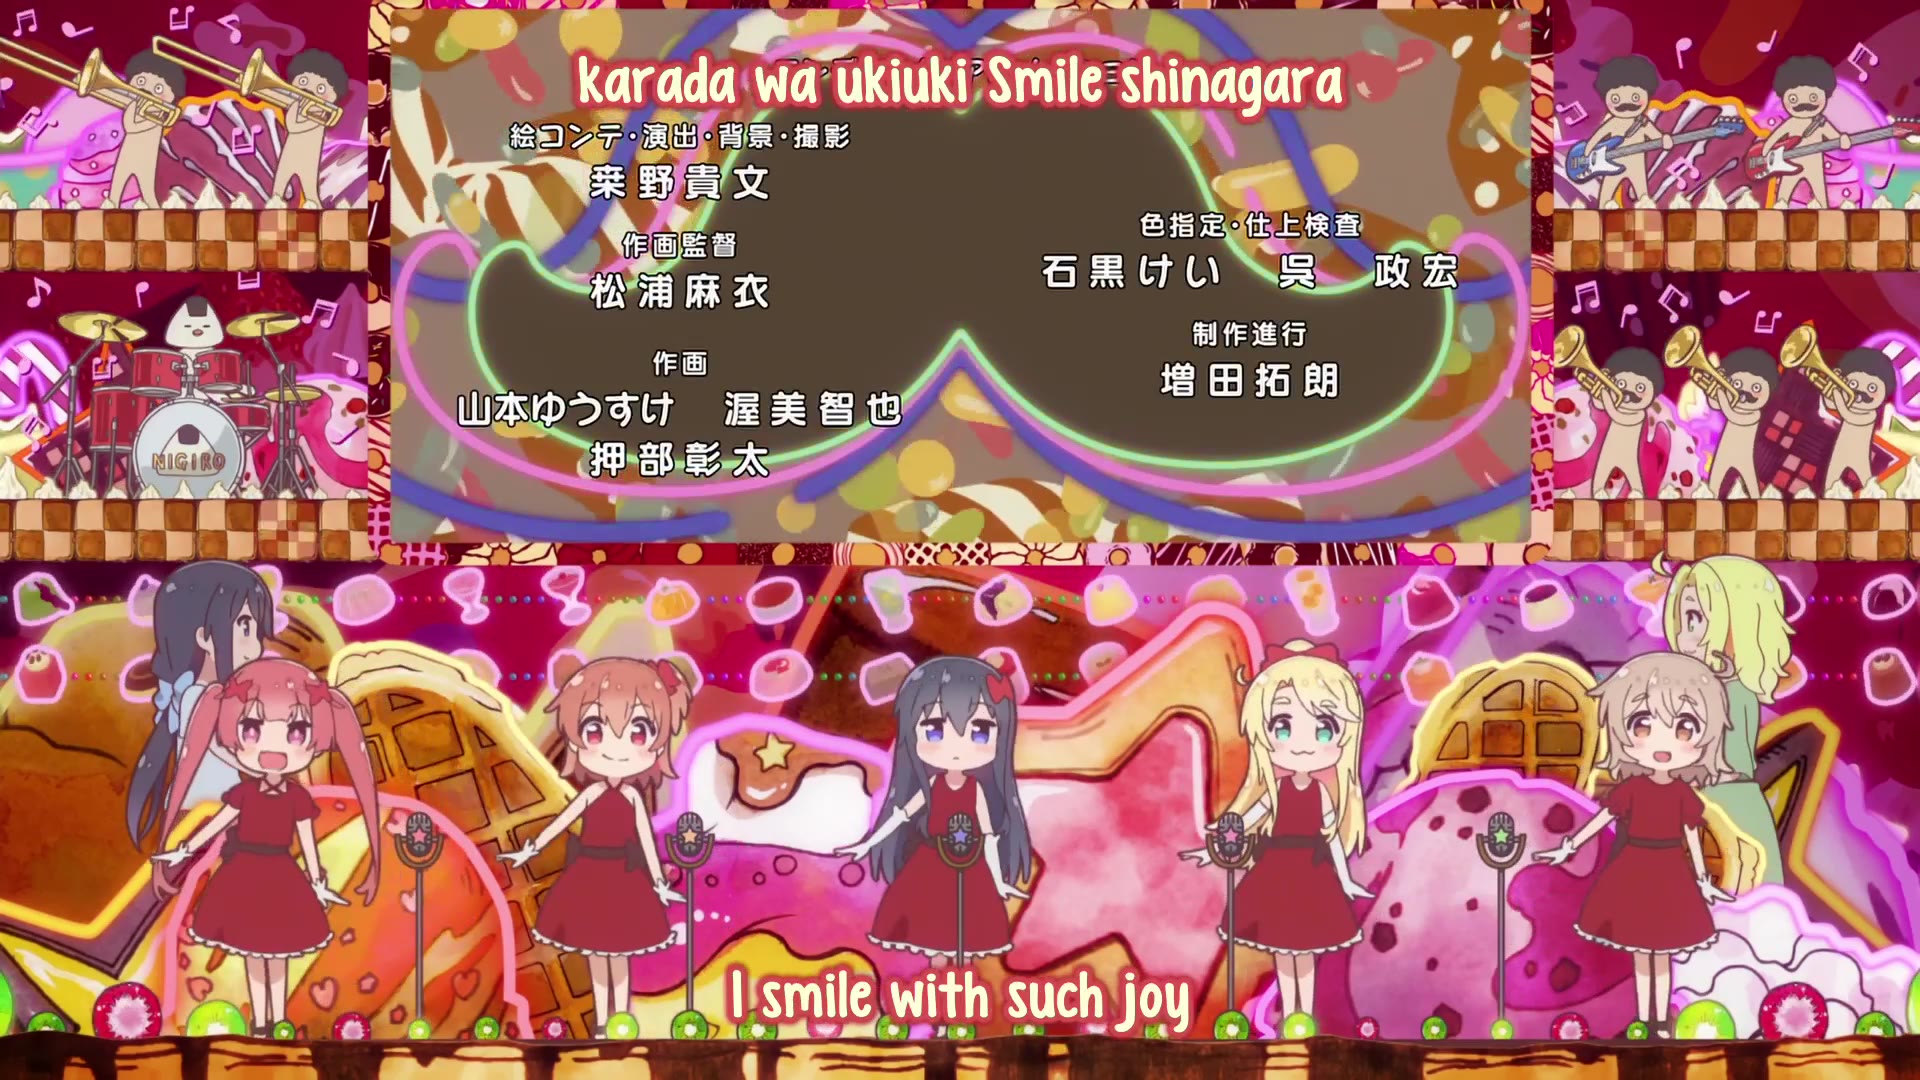 karada wa ukiuki Smile shinagara
絵コンテ・演出・背景・撮影
桒野貴文
作画監督
松浦麻衣
作画
山本ゆうすけ　渥美智也
押部彰太
色指定・仕上検査
石黒けい　呉　政宏
制作進行
増田拓朗
NIGIRO
I smile with such joy